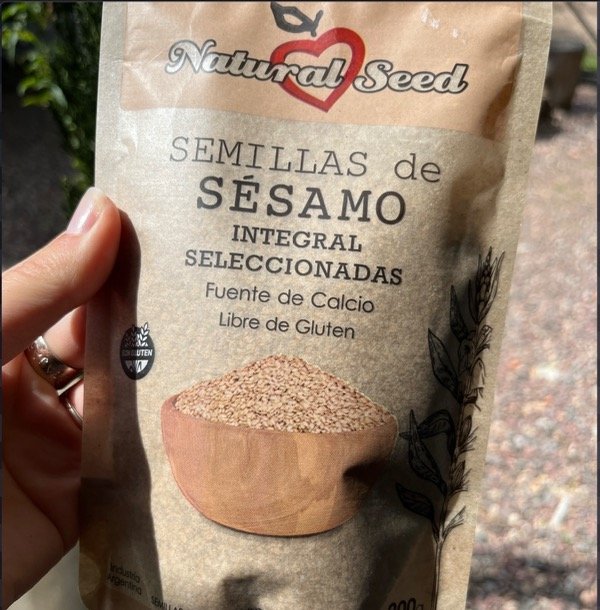 Natural Seed
SEMILLAS de
SÉSAMO
INTEGRAL
SELECCIONADAS
Fuente de Calcio
Libre de Gluten
SIN GLUTEN
Industria
Argentina